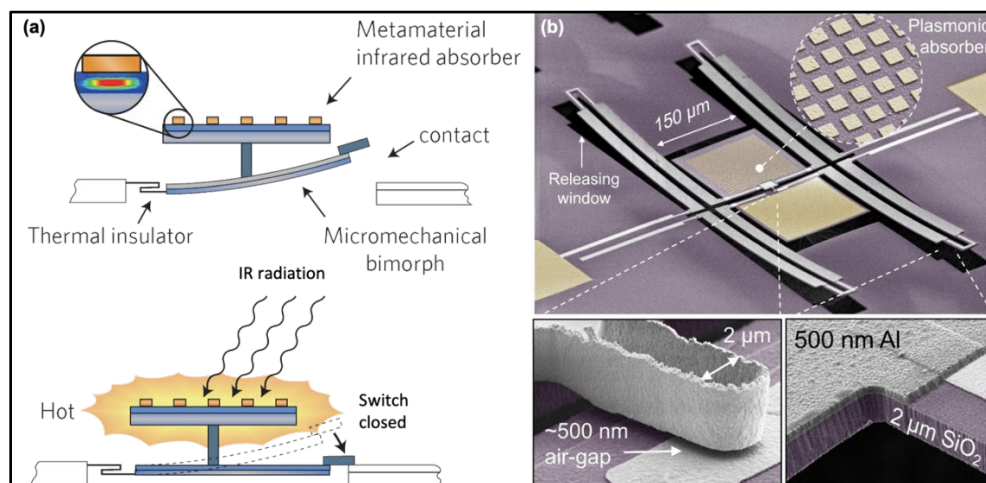 (a)
Metamaterial
infrared absorber
contact
Thermal insulator
Micromechanical
bimorph
IR radiation
Hot
Switch
closed
(b)
Plasmonic
absorber
150 µm
Releasing
window
2 µm
~500 nm
air-gap
500 nm Al
2 µm SiO₂